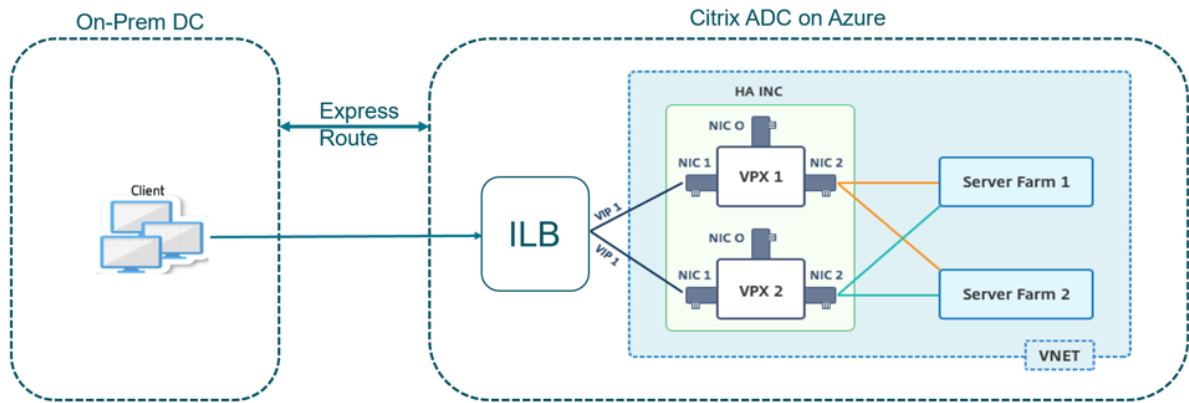 On-Prem DC
Citrix ADC on Azure
Express
Route
Client
ILB
VIP 1
VIP 1
HA INC
NIC O
NIC 1
VPX 1
NIC 2
NIC O
NIC 1
VPX 2
NIC 2
Server Farm 1
Server Farm 2
VNET